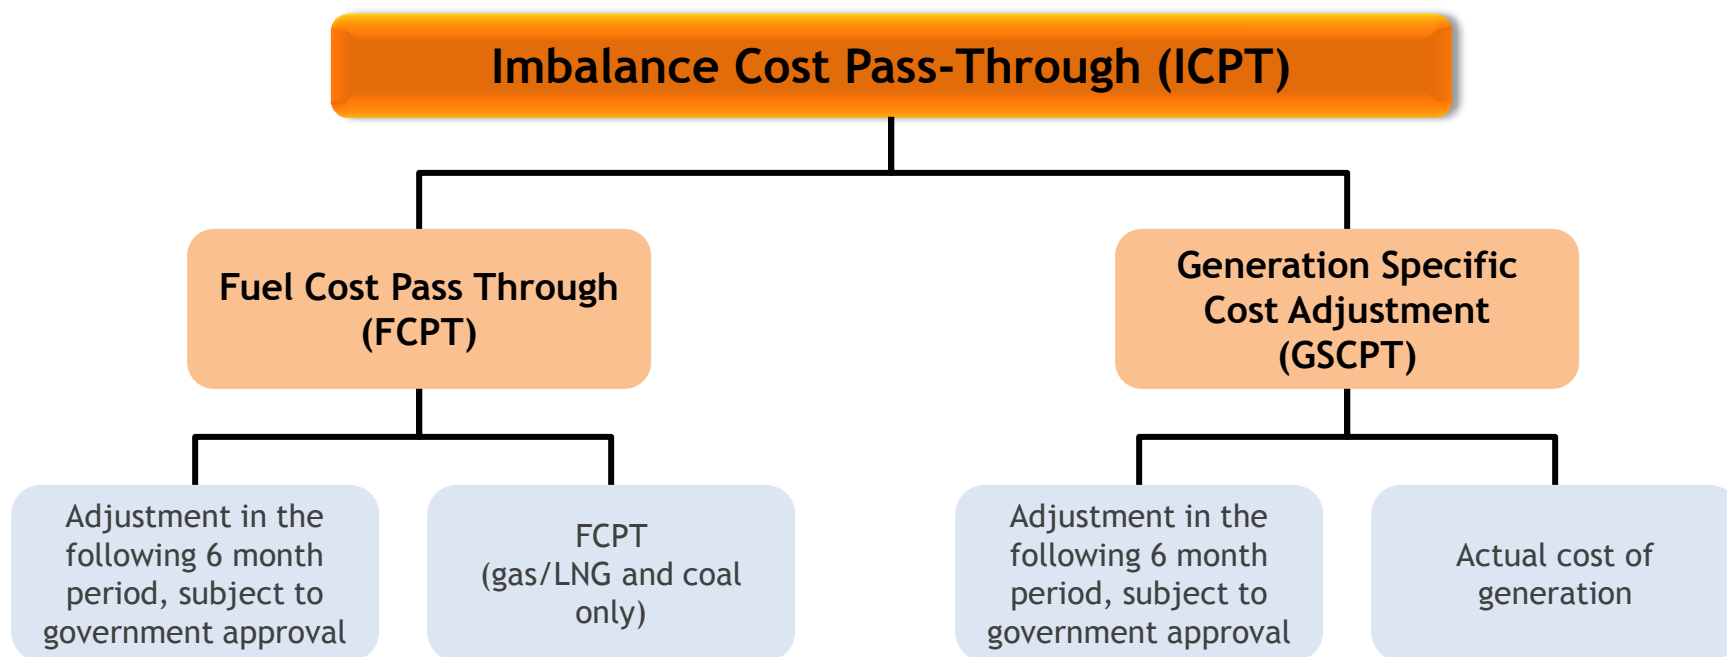 Imbalance Cost Pass-Through (ICPT)
Fuel Cost Pass Through
(FCPT)
Generation Specific
Cost Adjustment
(GSCPT)
Adjustment in the
following 6 month
period, subject to
government approval
FCPT
(gas/LNG and coal
only)
Adjustment in the
following 6 month
period, subject to
government approval
Actual cost of
generation